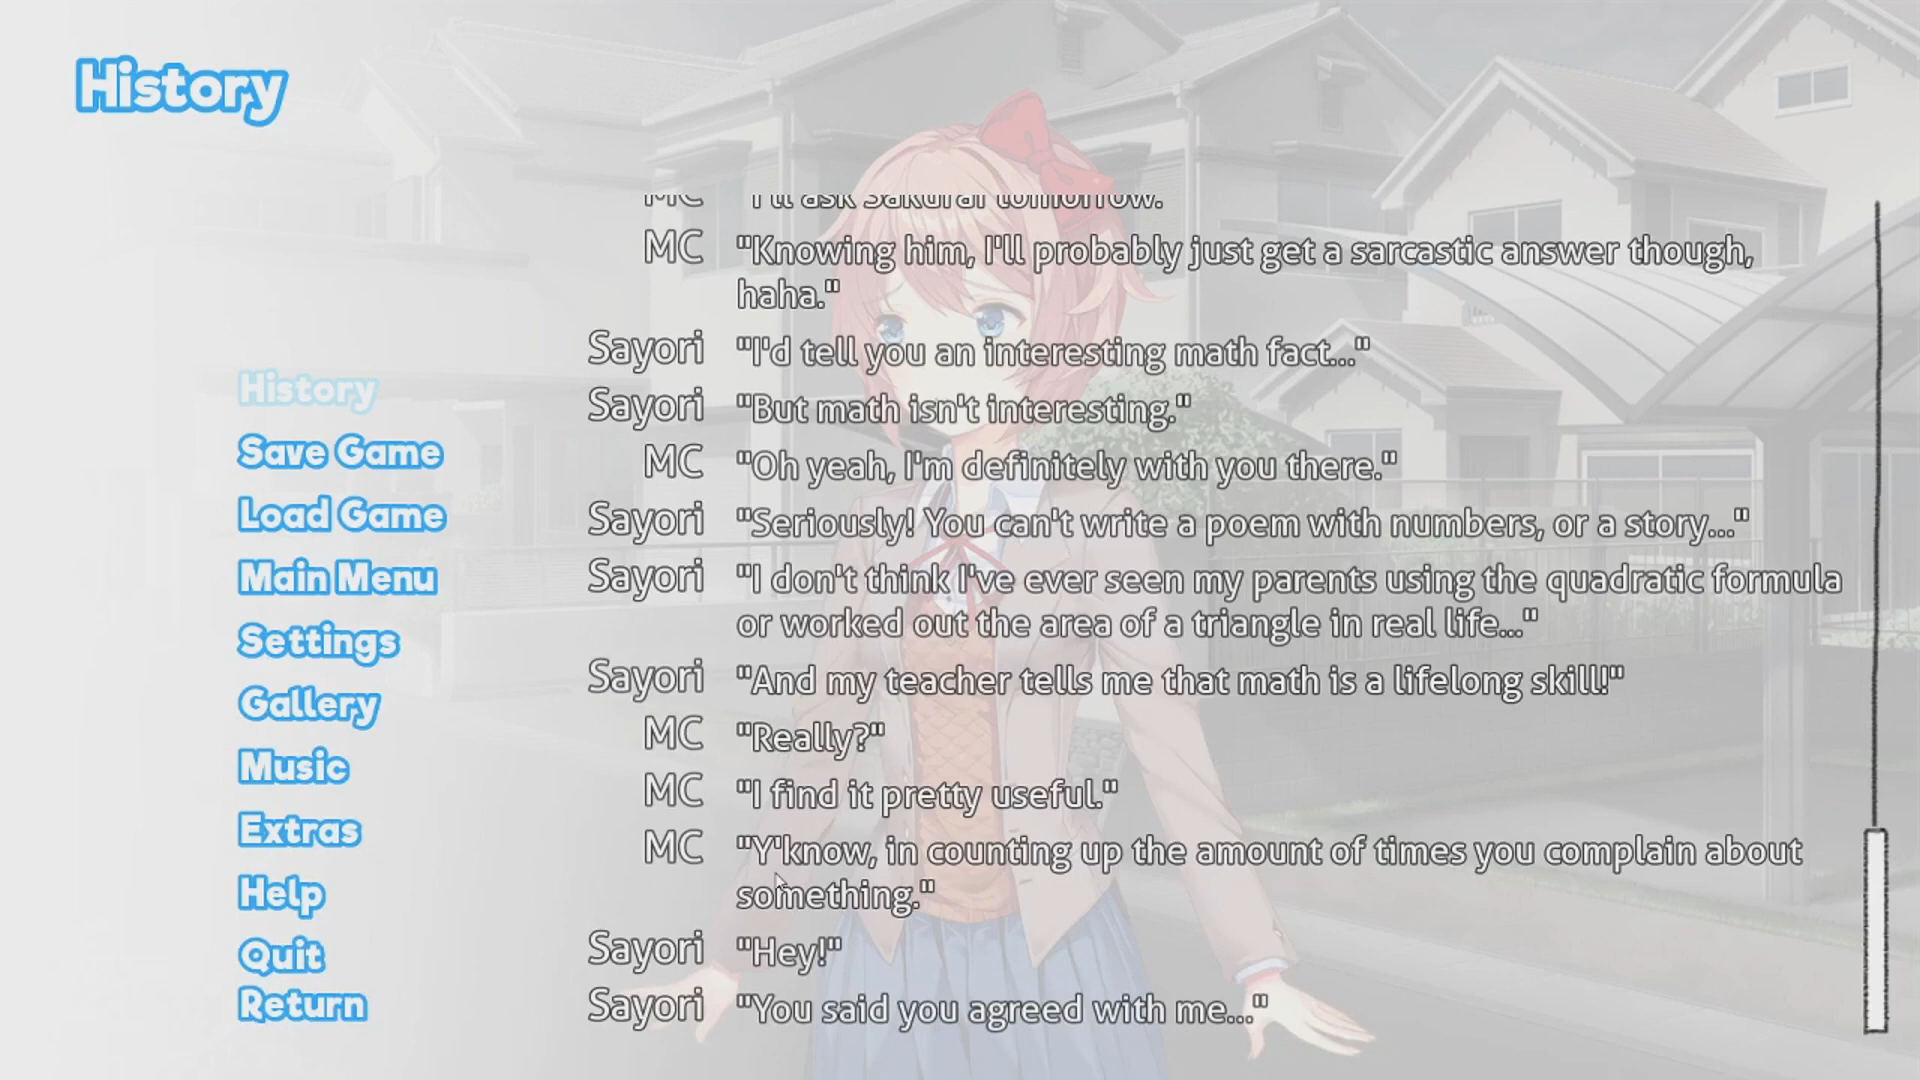 History
MC "I'll ask Sakurai tomorrow.
MC "Knowing him, I'll probably just get a sarcastic answer though,
haha."
Sayori "I'd tell you an interesting math fact..."
Sayori "But math isn't interesting."
MC "Oh yeah, I'm definitely with you there."
Sayori "Seriously! You can't write a poem with numbers, or a story..."
Sayori "I don't think I've ever seen my parents using the quadratic formula
or worked out the area of a triangle in real life..."
Sayori "And my teacher tells me that math is a lifelong skill!"
MC "Really?"
MC "I find it pretty useful."
MC "Y'know, in counting up the amount of times you complain about
something."
Sayori "Hey!"
Sayori "You said you agreed with me..."
History
Save Game
Load Game
Main Menu
Settings
Gallery
Music
Extras
Help
Quit
Return